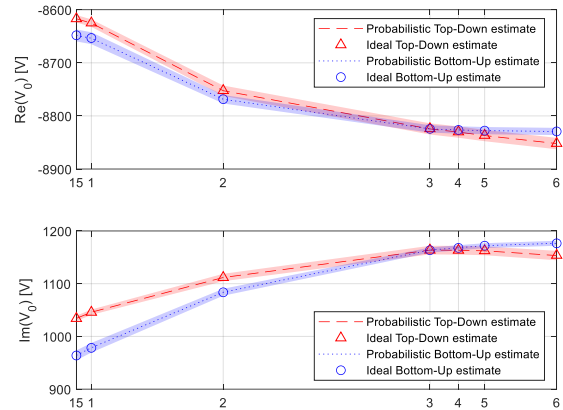 -8600
-8700
-8800
-8900
Re(V0) [V]
Probabilistic Top-Down estimate
Ideal Top-Down estimate
Probabilistic Bottom-Up estimate
Ideal Bottom-Up estimate
15 1 2 3 4 5 6
1200
1100
1000
900
Im(V0) [V]
Probabilistic Top-Down estimate
Ideal Top-Down estimate
Probabilistic Bottom-Up estimate
Ideal Bottom-Up estimate
15 1 2 3 4 5 6